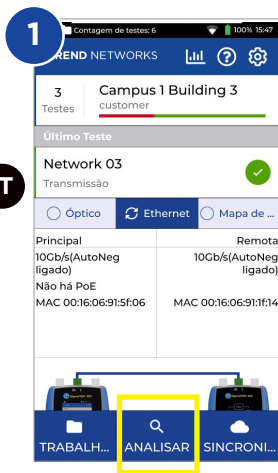 1
Contagem de testes: 6 100% 15:47
REND NETWORKS
3 Campus 1 Building 3
Testes customer
Último Teste
Network 03
Transmissão
T
Óptico Ethernet Mapa de ...
Principal Remota
10Gb/s(AutoNeg 10Gb/s(AutoNeg
ligado) ligado)
Não há PoE
MAC 00:16:06:91:5f:06 MAC 00:16:06:91:1f:14
TRABALH... ANALISAR SINCRONI...